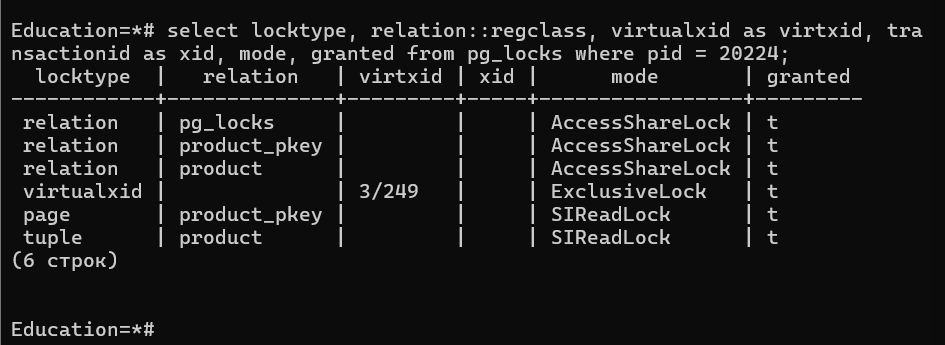 Education=*# select locktype, relation::regclass, virtualxid as virtxid, tra
nsactionid as xid, mode, granted from pg_locks where pid = 20224;
  locktype  |   relation   | virtxid | xid |      mode       | granted
------------+--------------+---------+-----+-----------------+---------
 relation   | pg_locks     |         |     | AccessShareLock | t
 relation   | product_pkey |         |     | AccessShareLock | t
 relation   | product      |         |     | AccessShareLock | t
 virtualxid |              | 3/249   |     | ExclusiveLock   | t
 page       | product_pkey |         |     | SIReadLock      | t
 tuple      | product      |         |     | SIReadLock      | t
(6 строк)
Education=*#